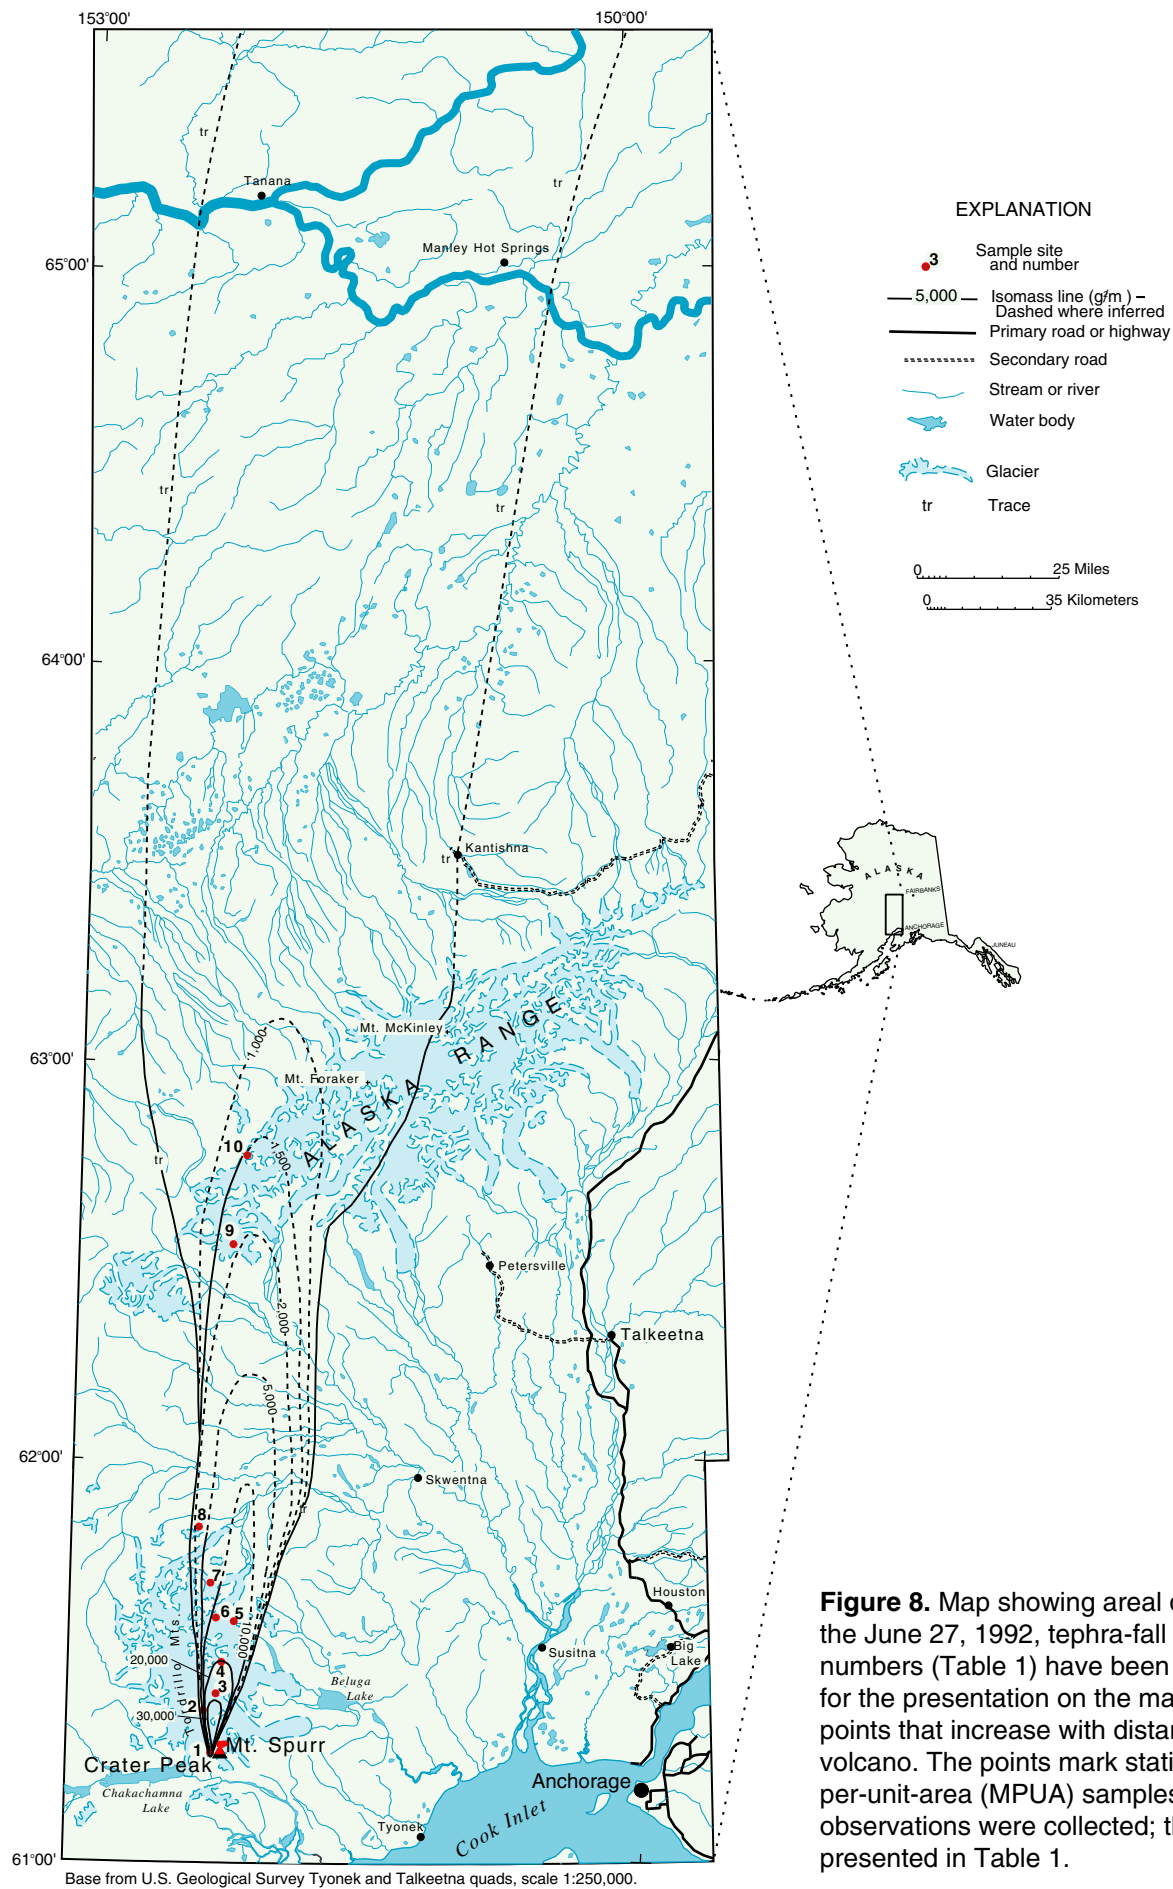 153°00'
150°00'
tr
Tanana
tr
Manley Hot Springs
65°00'
tr
tr
64°00'
Kantishna
tr
1,000
Mt. McKinley
ALASKA RANGE
63°00'
Mt. Foraker
10
1,500
tr
9
2,000
Petersville
Talkeetna
5,000
62°00'
Skwentna
tr
8
7
6
5
10,000
Houston
Big
Lake
Susitna
Tordrillo Mts.
20,000
4
3
2
30,000
Beluga
Lake
1
Mt. Spurr
Crater Peak
Chakachamna
Lake
Anchorage
Cook Inlet
Tyonek
61°00'
Base from U.S. Geological Survey Tyonek and Talkeetna quads, scale 1:250,000.
EXPLANATION
3
Sample site
and number
5,000
Isomass line (g/m2) –
Dashed where inferred
Primary road or highway
Secondary road
Stream or river
Water body
Glacier
tr
Trace
0
25 Miles
0
35 Kilometers
ALASKA
FAIRBANKS
ANCHORAGE
JUNEAU
Figure 8. Map showing areal
the June 27, 1992, tephra-fall
numbers (Table 1) have been
for the presentation on the ma
points that increase with distan
volcano. The points mark stati
per-unit-area (MPUA) samples
observations were collected; th
presented in Table 1.